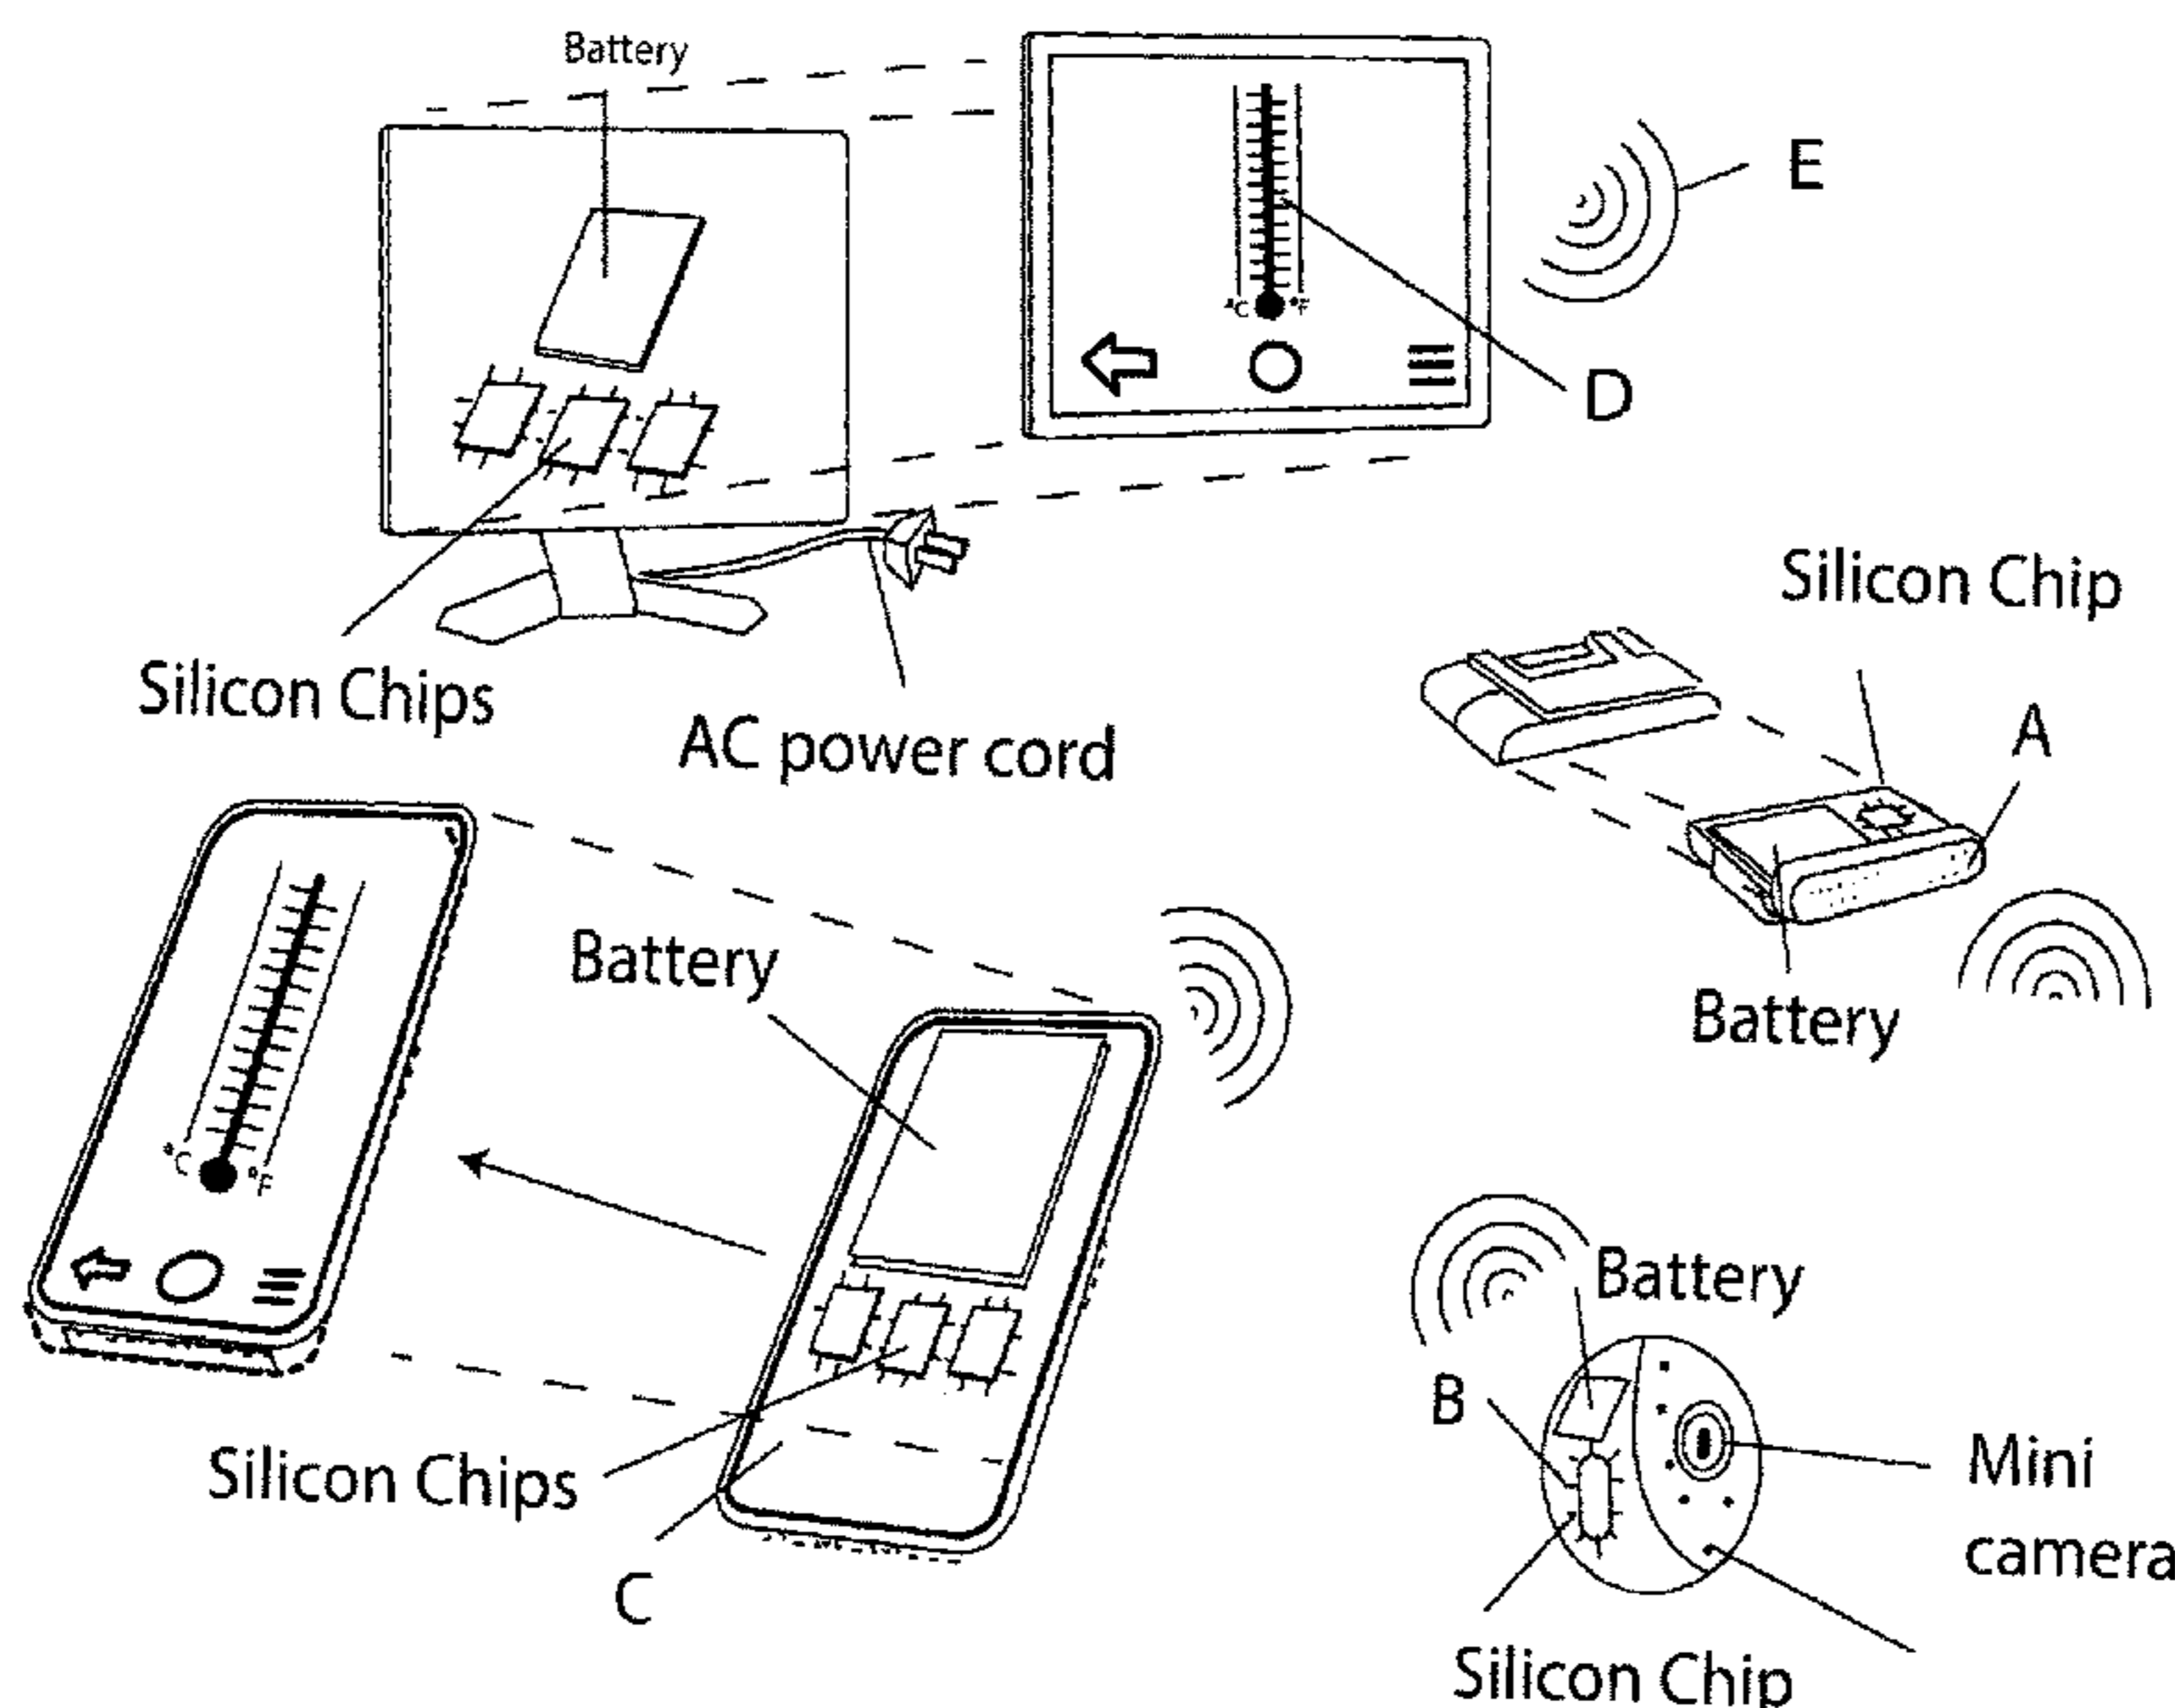 Battery
E
°C °F
D
Silicon Chip
Silicon Chips
AC power cord
A
Battery
Battery
°C °F
Battery
B
Silicon Chips
Mini
camera
C
Silicon Chip